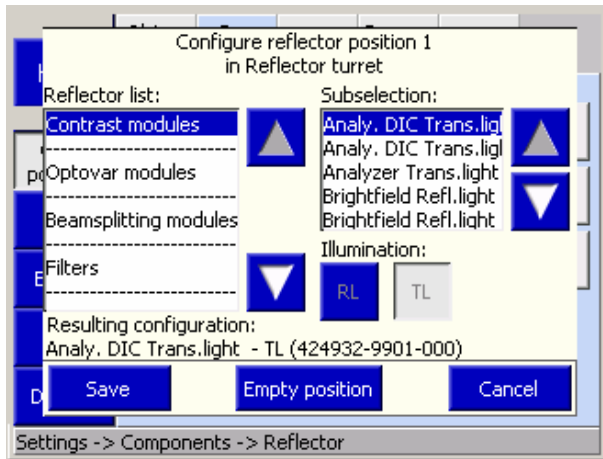 Configure reflector position 1
in Reflector turret
Reflector list:
Contrast modules
--------------------------
Optovar modules
--------------------------
Beamsplitting modules
--------------------------
Filters
--------------------------
Subselection:
Analy. DIC Trans.ligl
Analy. DIC Trans.ligl
Analyzer Trans.light
Brightfield Refl.light
Brightfield Refl.light
Illumination:
RL
TL
Resulting configuration:
Analy. DIC Trans.light - TL (424932-9901-000)
Save
Empty position
Cancel
Settings -> Components -> Reflector